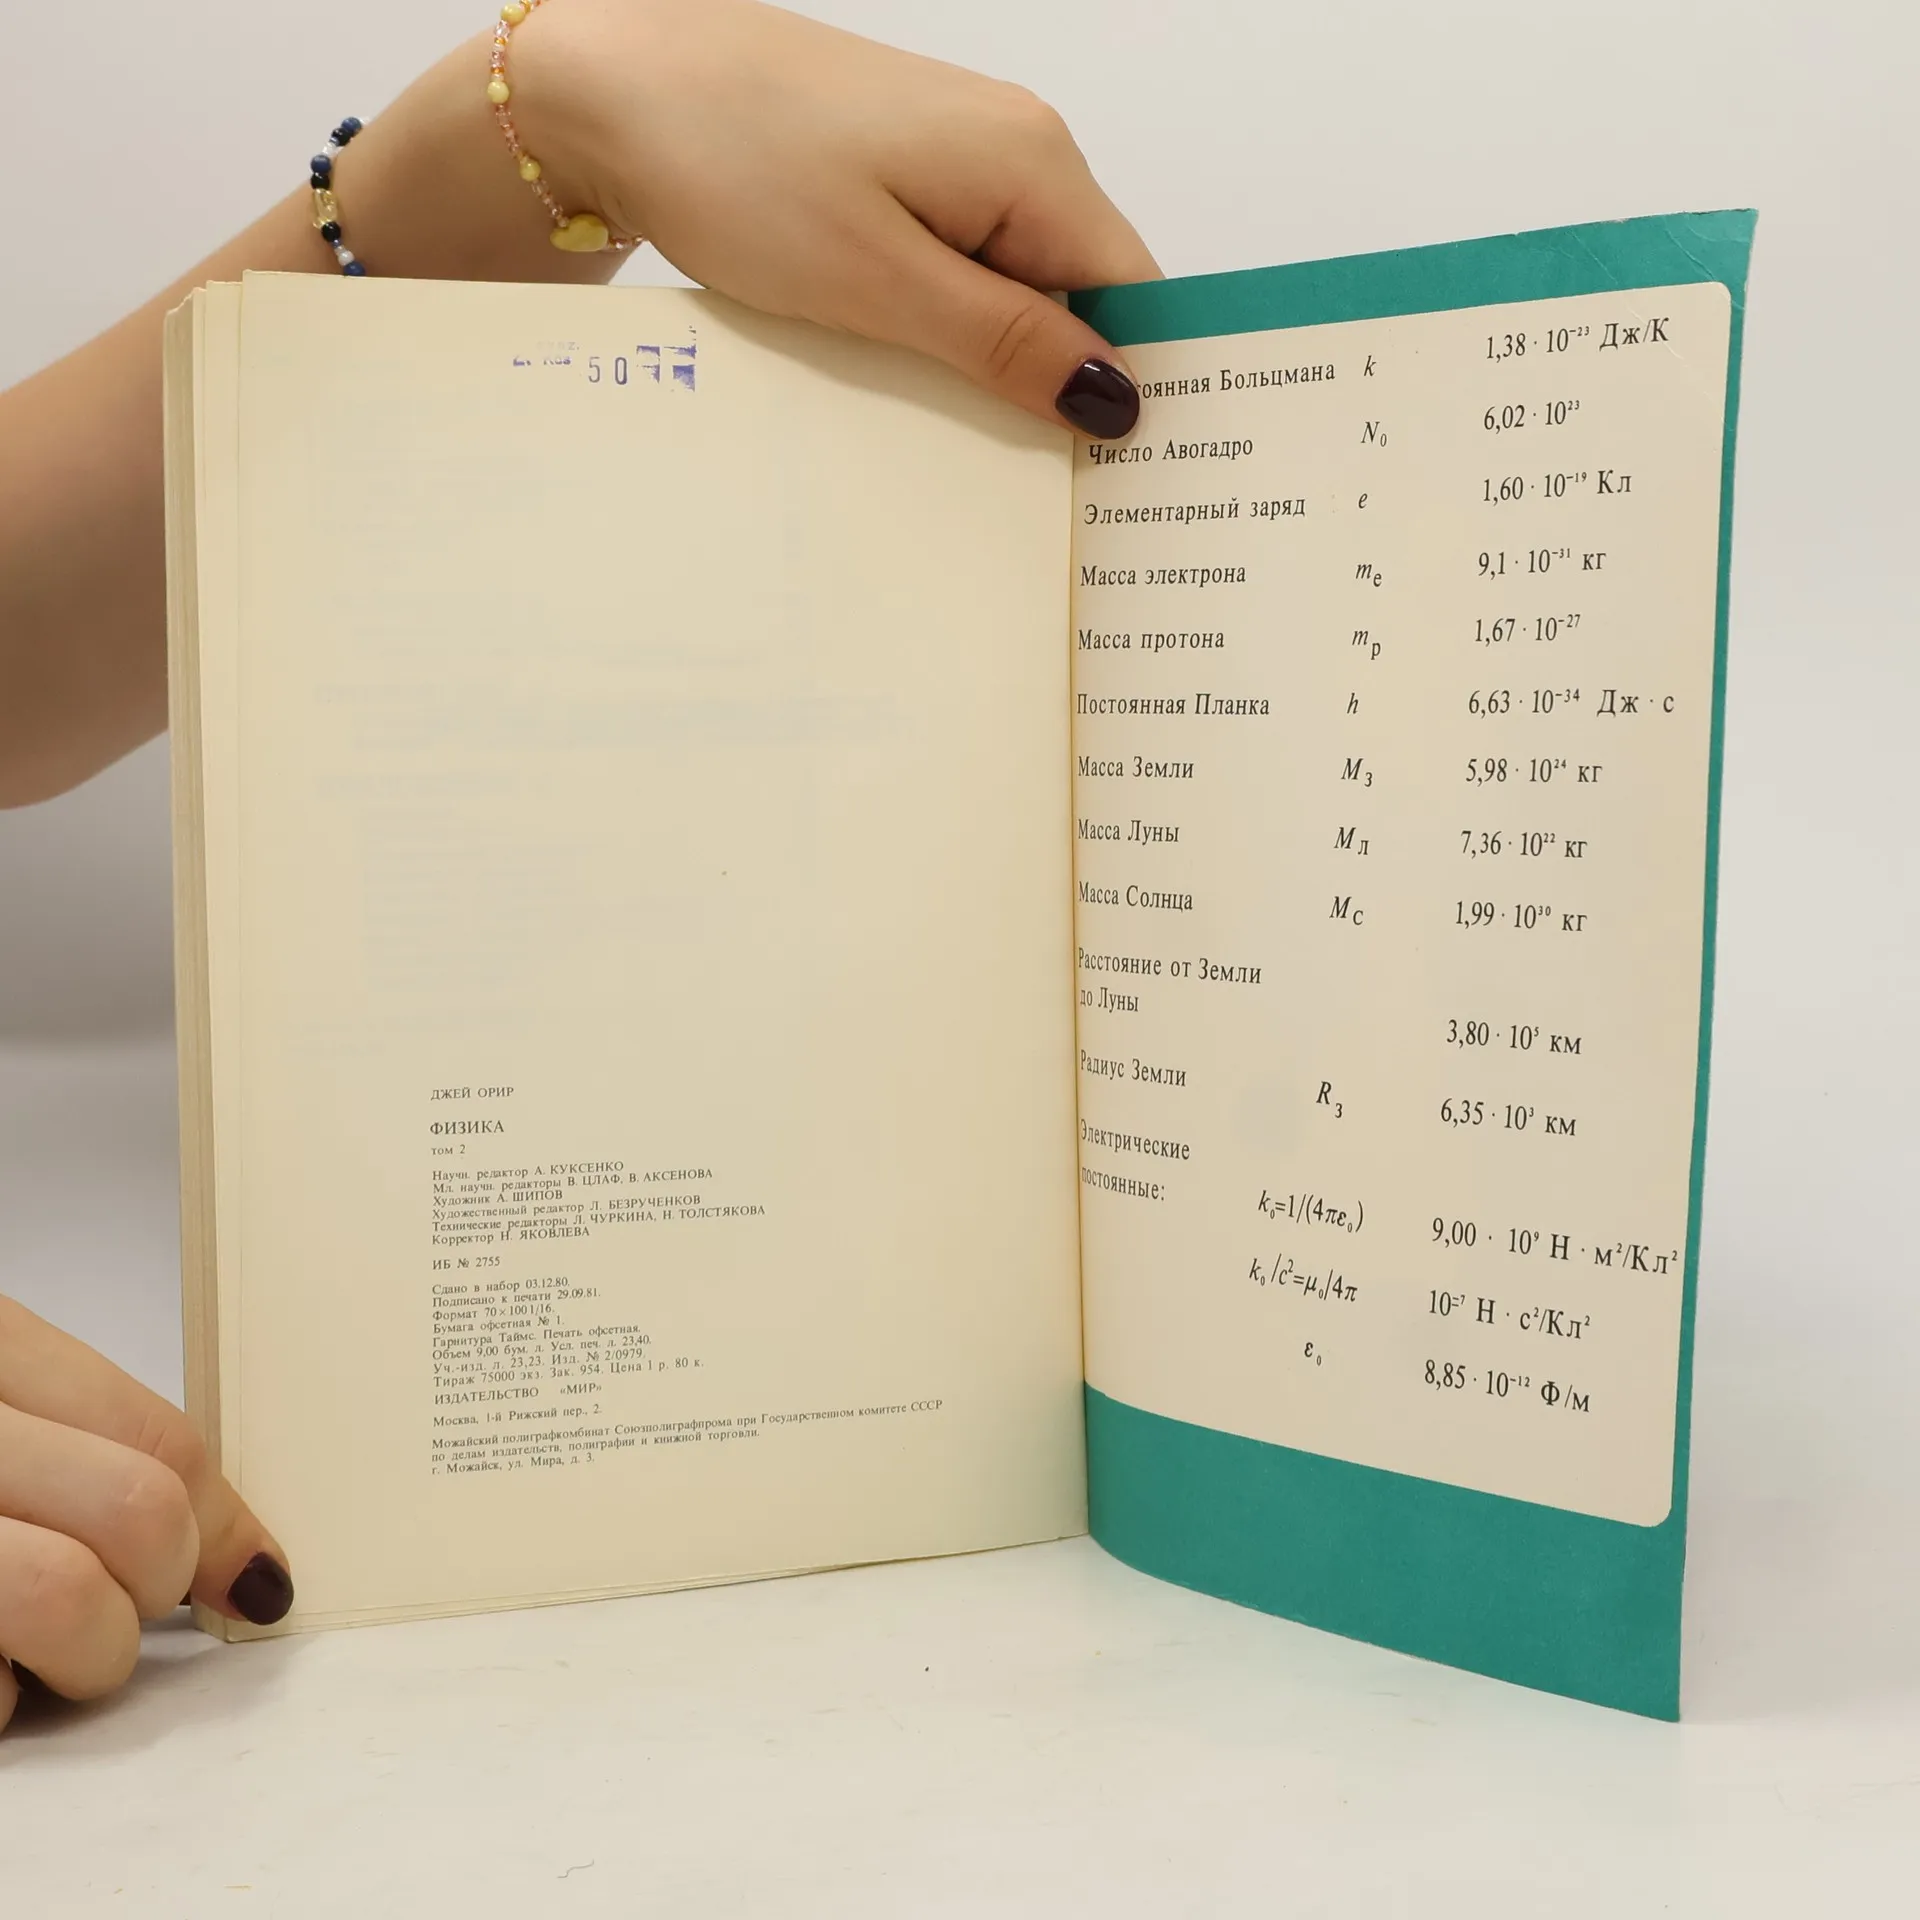 50
ДЖЕЙ ОРИР
ФИЗИКА
том 2
Научн. редактор А. КУКСЕНКО
Мл. научн. редакторы В. ЦЛАФ, В. АКСЕНОВА
Художник А. ШИПОВ
Художественный редактор Л. БЕЗРУЧЕНКОВ
Технические редакторы Л. ЧУРКИНА, Н. ТОЛСТЯКОВА
Корректор Н. ЯКОВЛЕВА
ИБ № 2755
Сдано в набор 03.12.80.
Подписано к печати 29.09.81.
Формат 70×100 1/16.
Бумага офсетная № 1.
Гарнитура Таймс. Печать офсетная.
Объем 9,00 бум. л. Усл. печ. л. 23,40.
Уч.-изд. л. 23,23. Изд. № 2/0979.
Тираж 75000 экз. Зак. 954. Цена 1 р. 80 к.
ИЗДАТЕЛЬСТВО «МИР»
Москва, 1-й Рижский пер., 2.
Можайский полиграфкомбинат Союзполиграфпрома при Государственном комитете СССР
по делам издательств, полиграфии и книжной торговли.
г. Можайск, ул. Мира, д. 3.
оянная Больцмана k 1,38 · 10⁻²³ Дж/К
Число Авогадро N₀ 6,02 · 10²³
Элементарный заряд e 1,60 · 10⁻¹⁹ Кл
Масса электрона mₑ 9,1 · 10⁻³¹ кг
Масса протона mₚ 1,67 · 10⁻²⁷
Постоянная Планка h 6,63 · 10⁻³⁴ Дж · с
Масса Земли M₃ 5,98 · 10²⁴ кг
Масса Луны Mл 7,36 · 10²² кг
Масса Солнца Mс 1,99 · 10³⁰ кг
Расстояние от Земли
до Луны 3,80 · 10⁵ км
Радиус Земли R₃ 6,35 · 10³ км
Электрические
постоянные:
k₀=1/(4πε₀) 9,00 · 10⁹ Н · м²/Кл²
k₀/c²=μ₀/4π 10⁼⁷ Н · с²/Кл²
ε₀ 8,85 · 10⁻¹² Ф/м